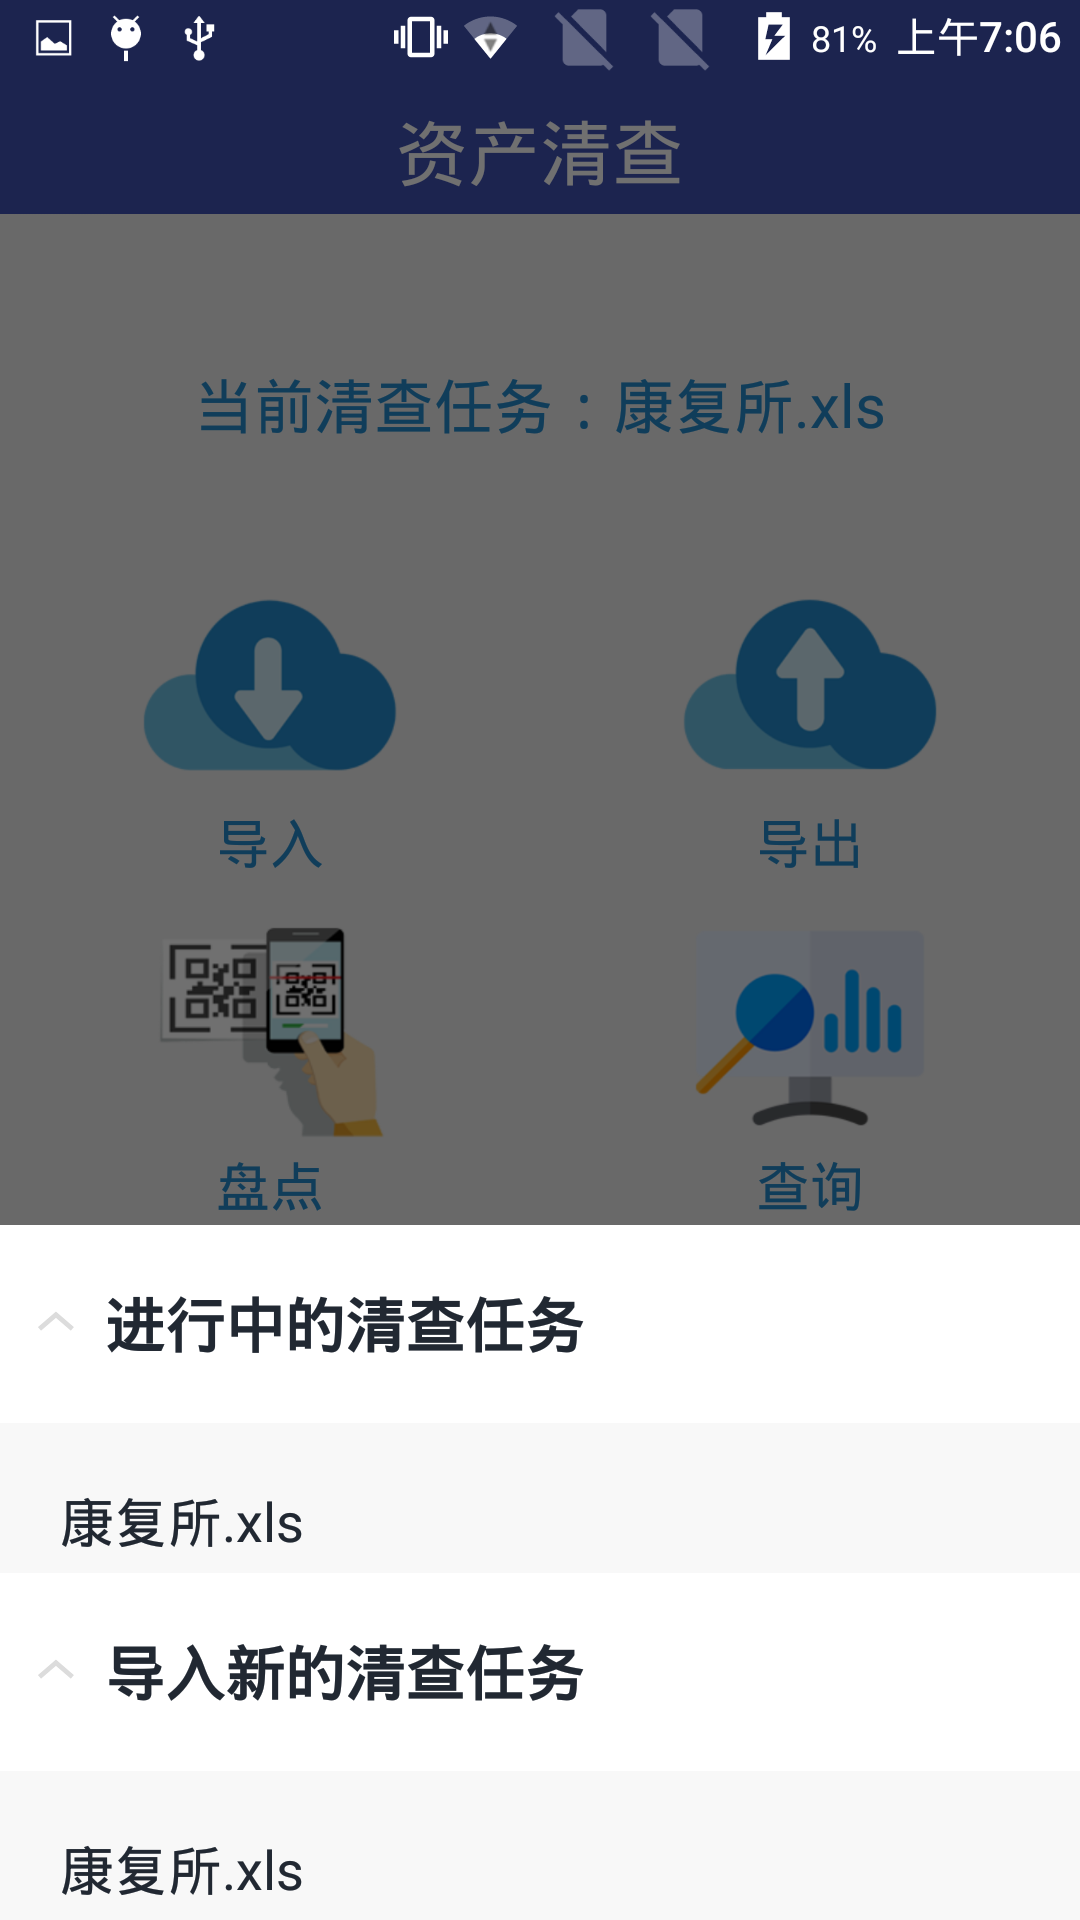 81% 上午7:06
资产清查
当前清查任务：康复所.xls
导入 导出
盘点 查询
进行中的清查任务
康复所.xls
导入新的清查任务
康复所.xls